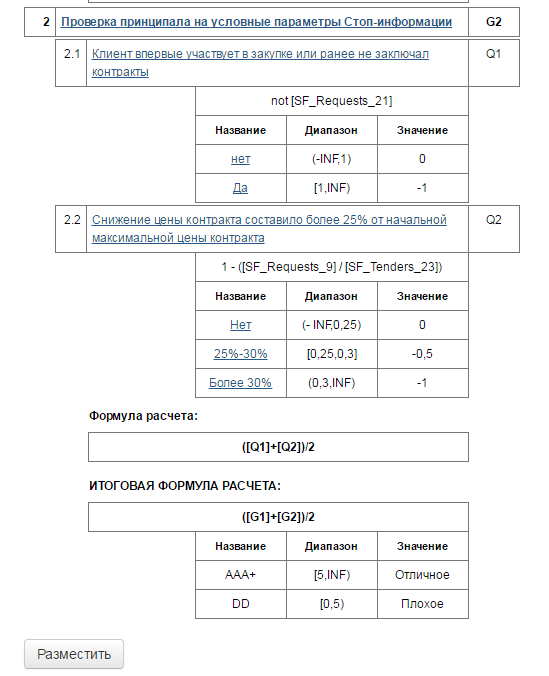 2 Проверка принципала на условные параметры Стоп-информации G2
2.1 Клиент впервые участвует в закупке или ранее не заключал Q1
контракты
not [SF_Requests_21]
Название Диапазон Значение
нет (-INF,1) 0
Да [1,INF) -1
2.2 Снижение цены контракта составило более 25% от начальной Q2
максимальной цены контракта
1 - ([SF_Requests_9] / [SF_Tenders_23])
Название Диапазон Значение
Нет (- INF,0,25) 0
25%-30% [0,25,0,3] -0,5
Более 30% (0,3,INF) -1
Формула расчета:
([Q1]+[Q2])/2
ИТОГОВАЯ ФОРМУЛА РАСЧЕТА:
([G1]+[G2])/2
Название Диапазон Значение
AAA+ [5,INF) Отличное
DD [0,5) Плохое
Разместить